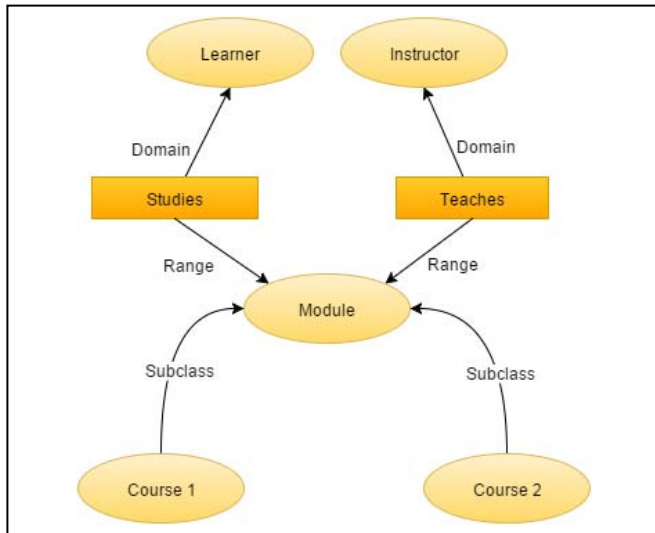 Learner
Instructor
Domain
Domain
Studies
Teaches
Range
Range
Module
Subclass
Subclass
Course 1
Course 2